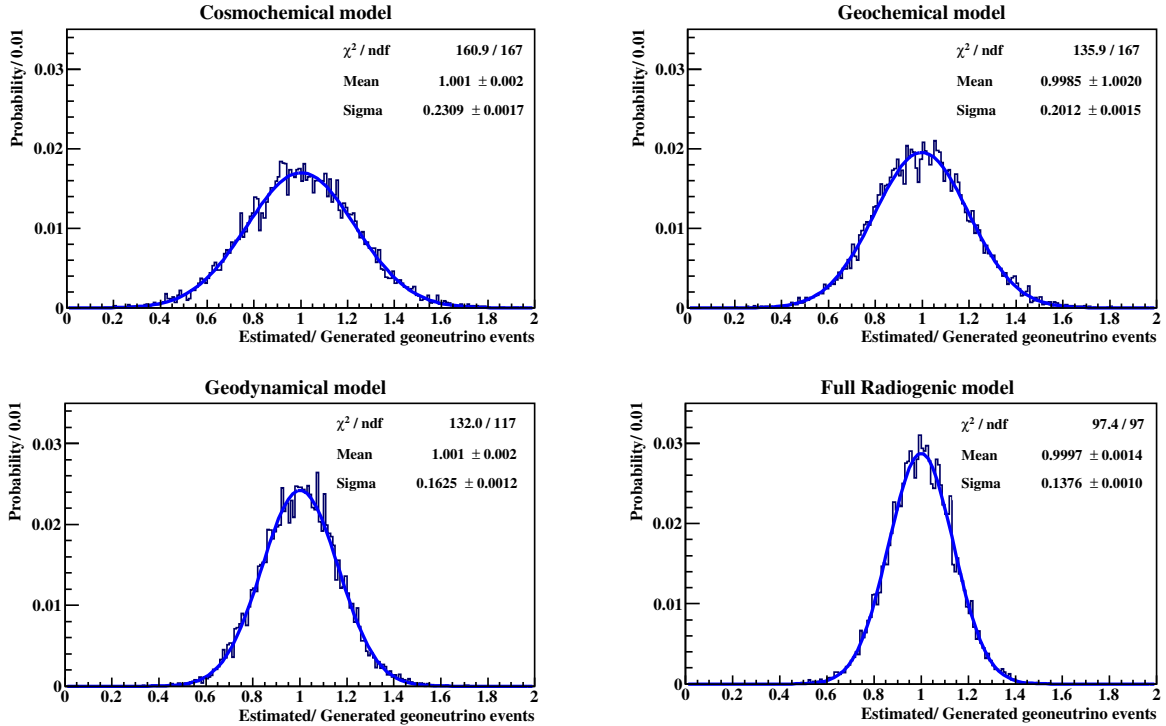 Cosmochemical model
Probability/ 0.01
χ² / ndf 160.9 / 167
Mean 1.001 ± 0.002
Sigma 0.2309 ± 0.0017
0.03
0.02
0.01
0
0 0.2 0.4 0.6 0.8 1 1.2 1.4 1.6 1.8 2
Estimated/ Generated geoneutrino events
Geochemical model
Probability/ 0.01
χ² / ndf 135.9 / 167
Mean 0.9985 ± 1.0020
Sigma 0.2012 ± 0.0015
0.03
0.02
0.01
0
0 0.2 0.4 0.6 0.8 1 1.2 1.4 1.6 1.8 2
Estimated/ Generated geoneutrino events
Geodynamical model
Probability/ 0.01
χ² / ndf 132.0 / 117
Mean 1.001 ± 0.002
Sigma 0.1625 ± 0.0012
0.03
0.02
0.01
0
0 0.2 0.4 0.6 0.8 1 1.2 1.4 1.6 1.8 2
Estimated/ Generated geoneutrino events
Full Radiogenic model
Probability/ 0.01
χ² / ndf 97.4 / 97
Mean 0.9997 ± 0.0014
Sigma 0.1376 ± 0.0010
0.03
0.02
0.01
0
0 0.2 0.4 0.6 0.8 1 1.2 1.4 1.6 1.8 2
Estimated/ Generated geoneutrino events